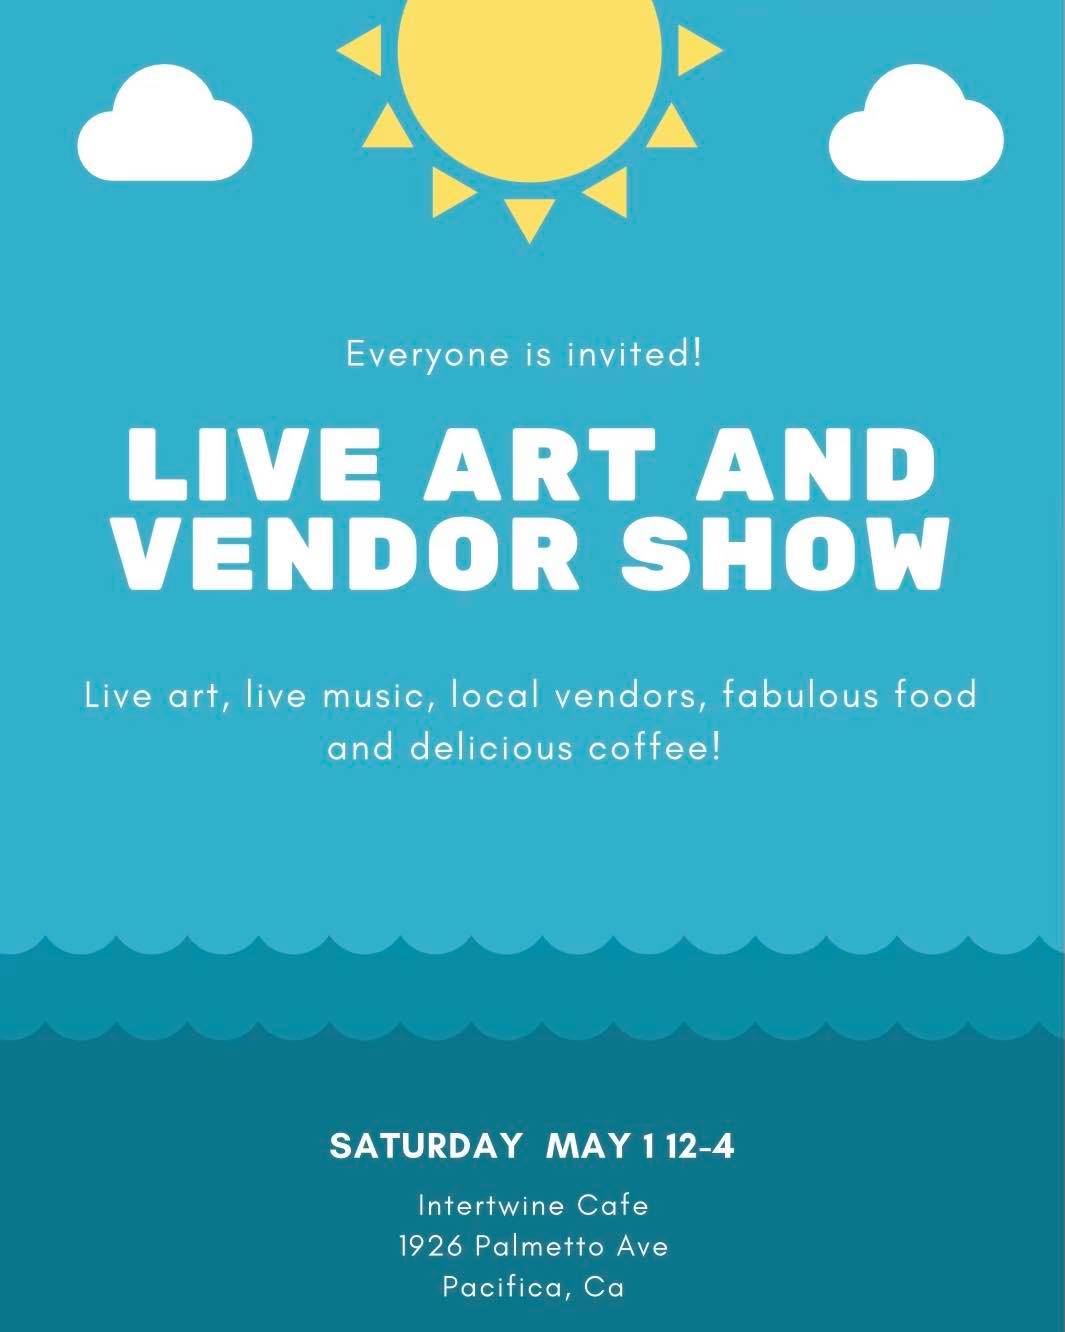 Everyone is invited!
LIVE ART AND
VENDOR SHOW
Live art, live music, local vendors, fabulous food
and delicious coffee!
SATURDAY  MAY 1 12-4
Intertwine Cafe
1926 Palmetto Ave
Pacifica, Ca